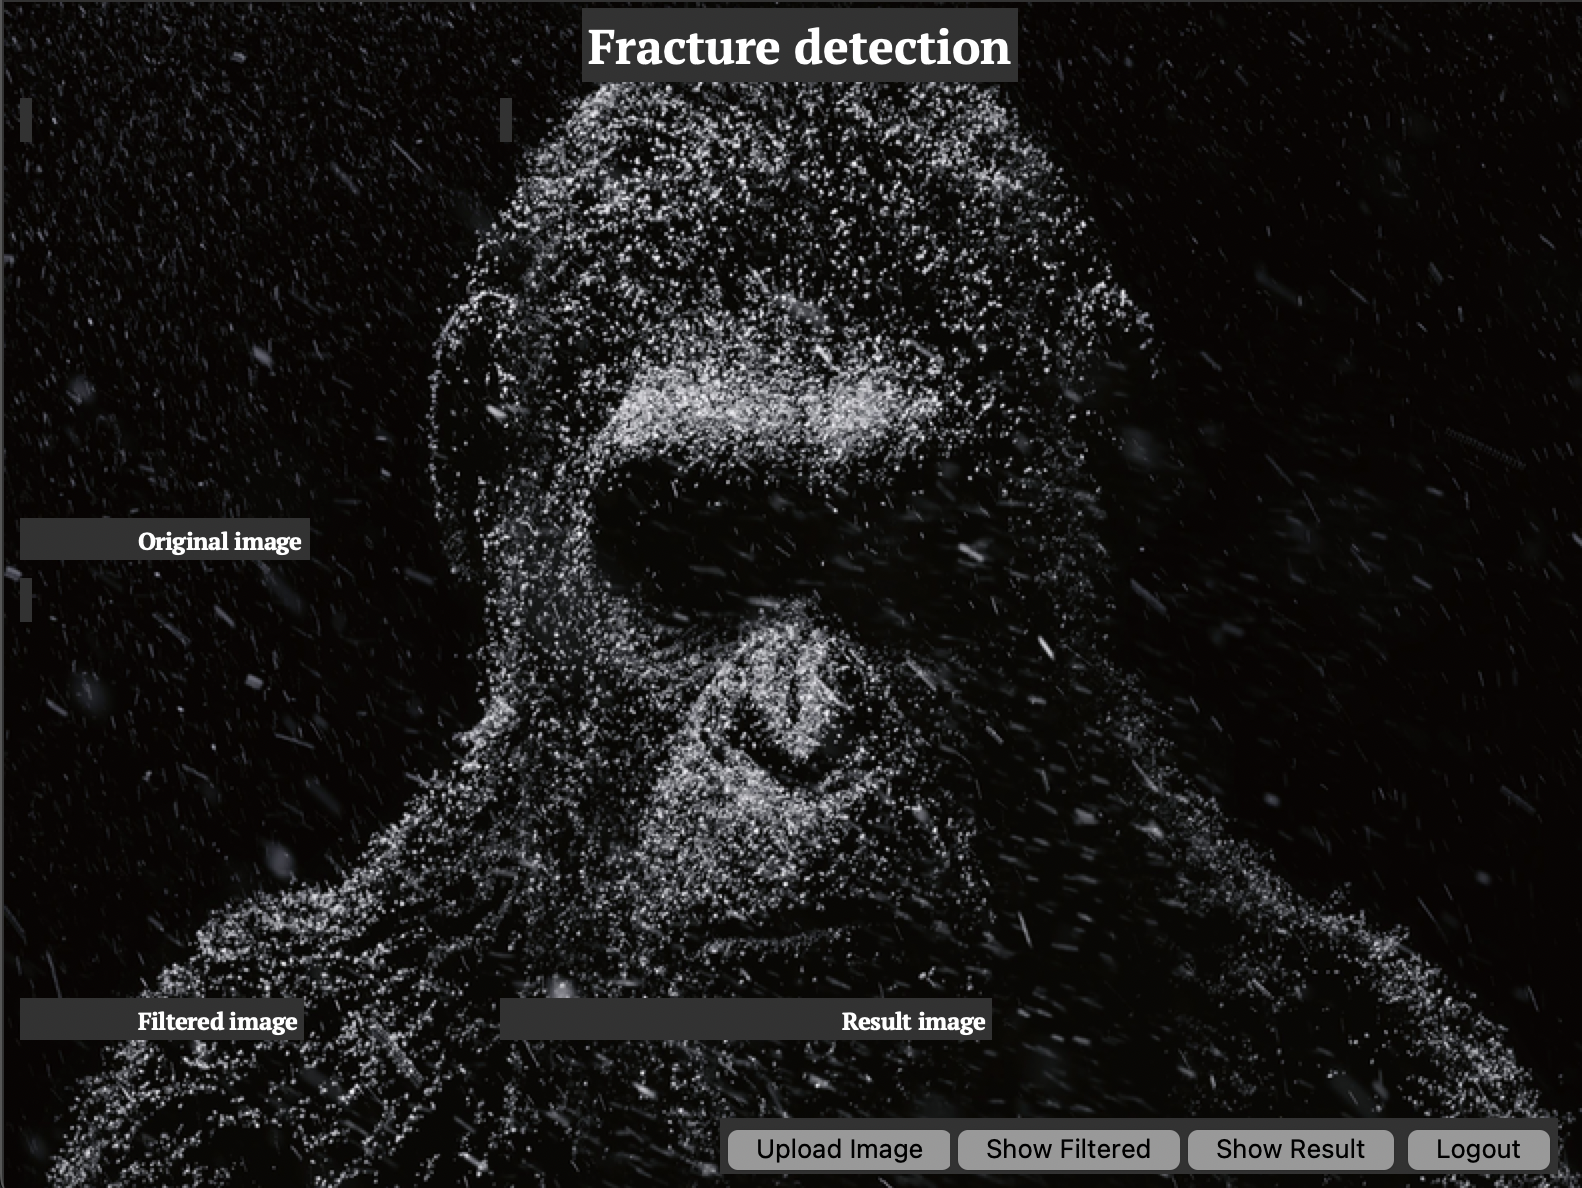 Fracture detection
Original image
Filtered image
Result image
Upload Image
Show Filtered
Show Result
Logout